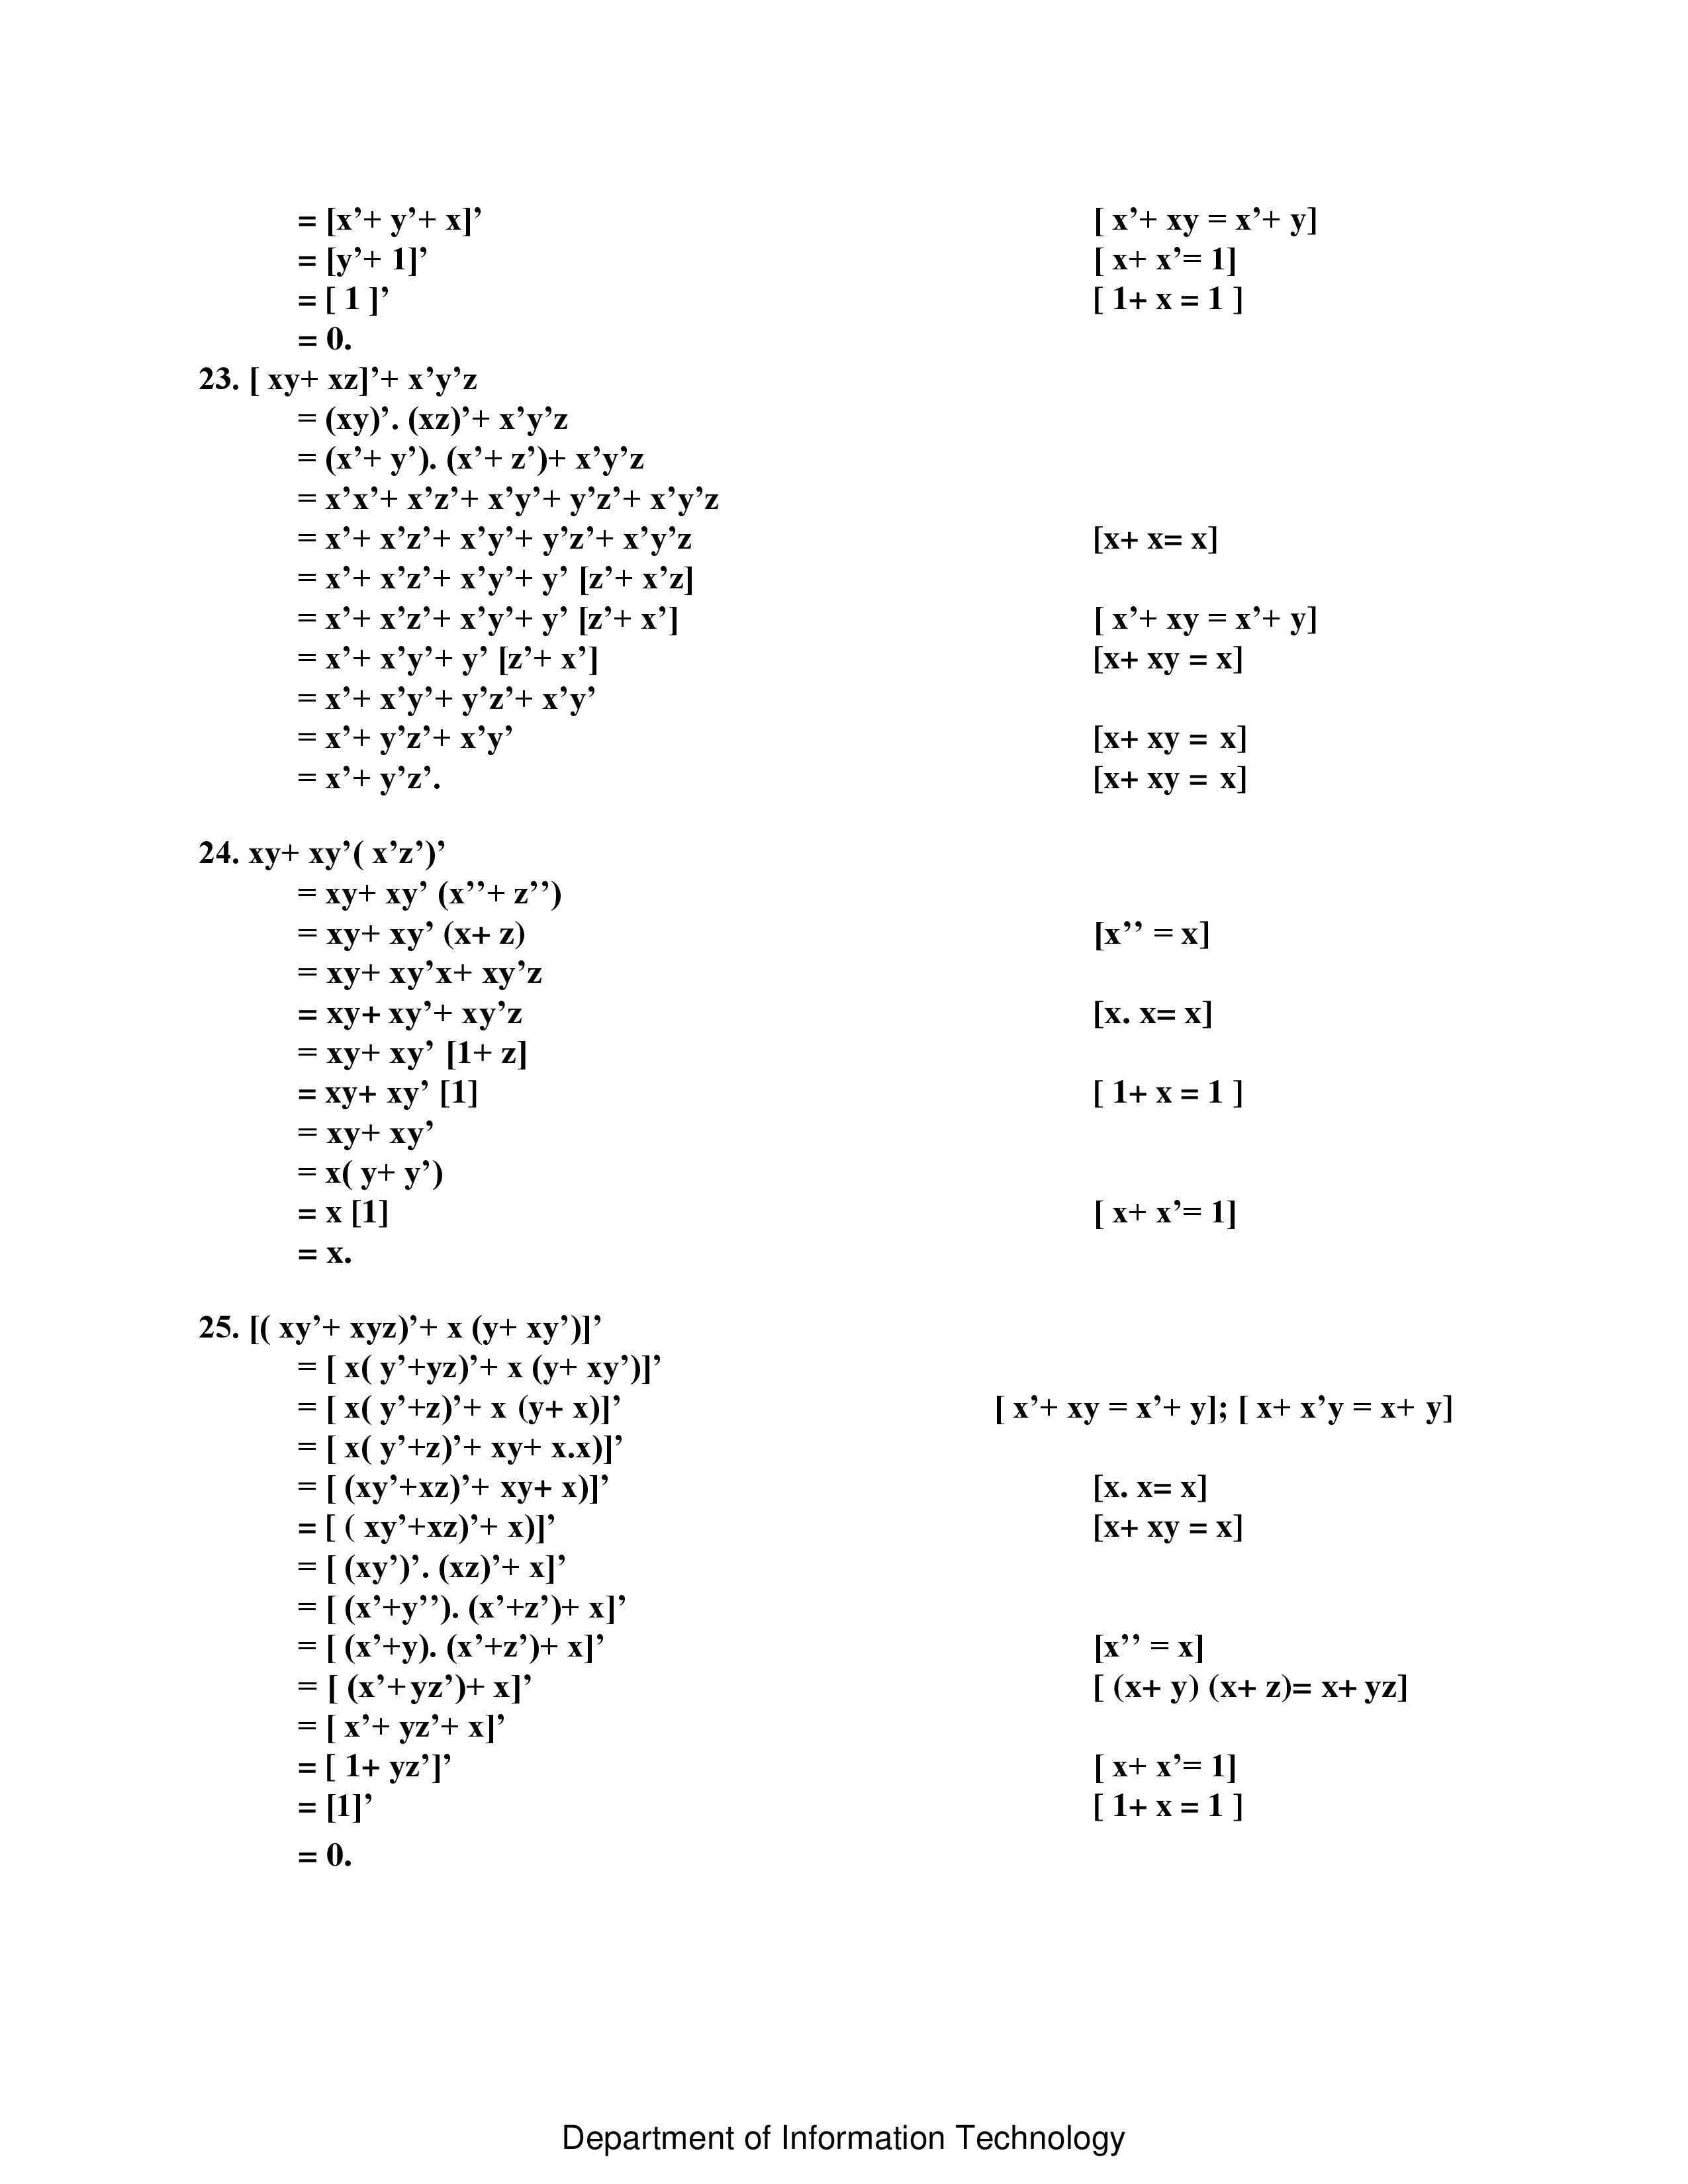 = [x’+ y’+ x]’ [ x’+ xy = x’+ y]
= [y’+ 1]’ [ x+ x’= 1]
= [ 1 ]’ [ 1+ x = 1 ]
= 0.
23. [ xy+ xz]’+ x’y’z
= (xy)’. (xz)’+ x’y’z
= (x’+ y’). (x’+ z’)+ x’y’z
= x’x’+ x’z’+ x’y’+ y’z’+ x’y’z
= x’+ x’z’+ x’y’+ y’z’+ x’y’z [x+ x= x]
= x’+ x’z’+ x’y’+ y’ [z’+ x’z]
= x’+ x’z’+ x’y’+ y’ [z’+ x’] [ x’+ xy = x’+ y]
= x’+ x’y’+ y’ [z’+ x’] [x+ xy = x]
= x’+ x’y’+ y’z’+ x’y’
= x’+ y’z’+ x’y’ [x+ xy = x]
= x’+ y’z’. [x+ xy = x]
24. xy+ xy’( x’z’)’
= xy+ xy’ (x’’+ z’’)
= xy+ xy’ (x+ z) [x’’ = x]
= xy+ xy’x+ xy’z
= xy+ xy’+ xy’z [x. x= x]
= xy+ xy’ [1+ z]
= xy+ xy’ [1] [ 1+ x = 1 ]
= xy+ xy’
= x( y+ y’)
= x [1] [ x+ x’= 1]
= x.
25. [( xy’+ xyz)’+ x (y+ xy’)]’
= [ x( y’+yz)’+ x (y+ xy’)]’
= [ x( y’+z)’+ x (y+ x)]’ [ x’+ xy = x’+ y]; [ x+ x’y = x+ y]
= [ x( y’+z)’+ xy+ x.x)]’
= [ (xy’+xz)’+ xy+ x)]’ [x. x= x]
= [ ( xy’+xz)’+ x)]’ [x+ xy = x]
= [ (xy’)’. (xz)’+ x]’
= [ (x’+y’’). (x’+z’)+ x]’
= [ (x’+y). (x’+z’)+ x]’ [x’’ = x]
= [ (x’+yz’)+ x]’ [ (x+ y) (x+ z)= x+ yz]
= [ x’+ yz’+ x]’
= [ 1+ yz’]’ [ x+ x’= 1]
= [1]’ [ 1+ x = 1 ]
= 0.
Department of Information Technology